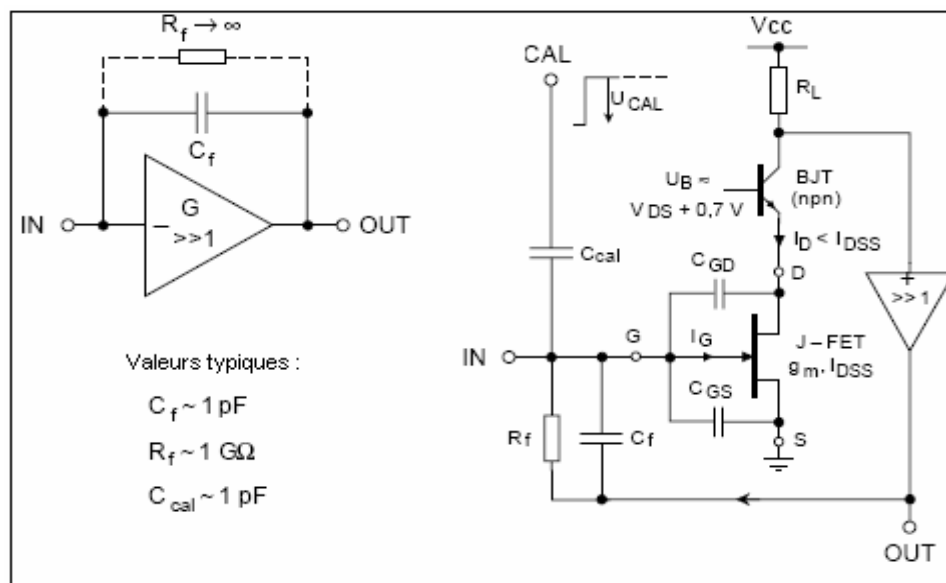 R_f → ∞
C_f
G
>>1
−
IN
OUT
Valeurs typiques :
C_f ~ 1 pF
R_f ~ 1 GΩ
C_cal ~ 1 pF
Vcc
R_L
CAL
U_CAL
U_B ≈
V_DS + 0,7 V
BJT
(npn)
I_D < I_DSS
C_cal
C_GD
D
+
>> 1
IN
G
I_G
J–FET
g_m, I_DSS
C_GS
R_f
C_f
S
OUT